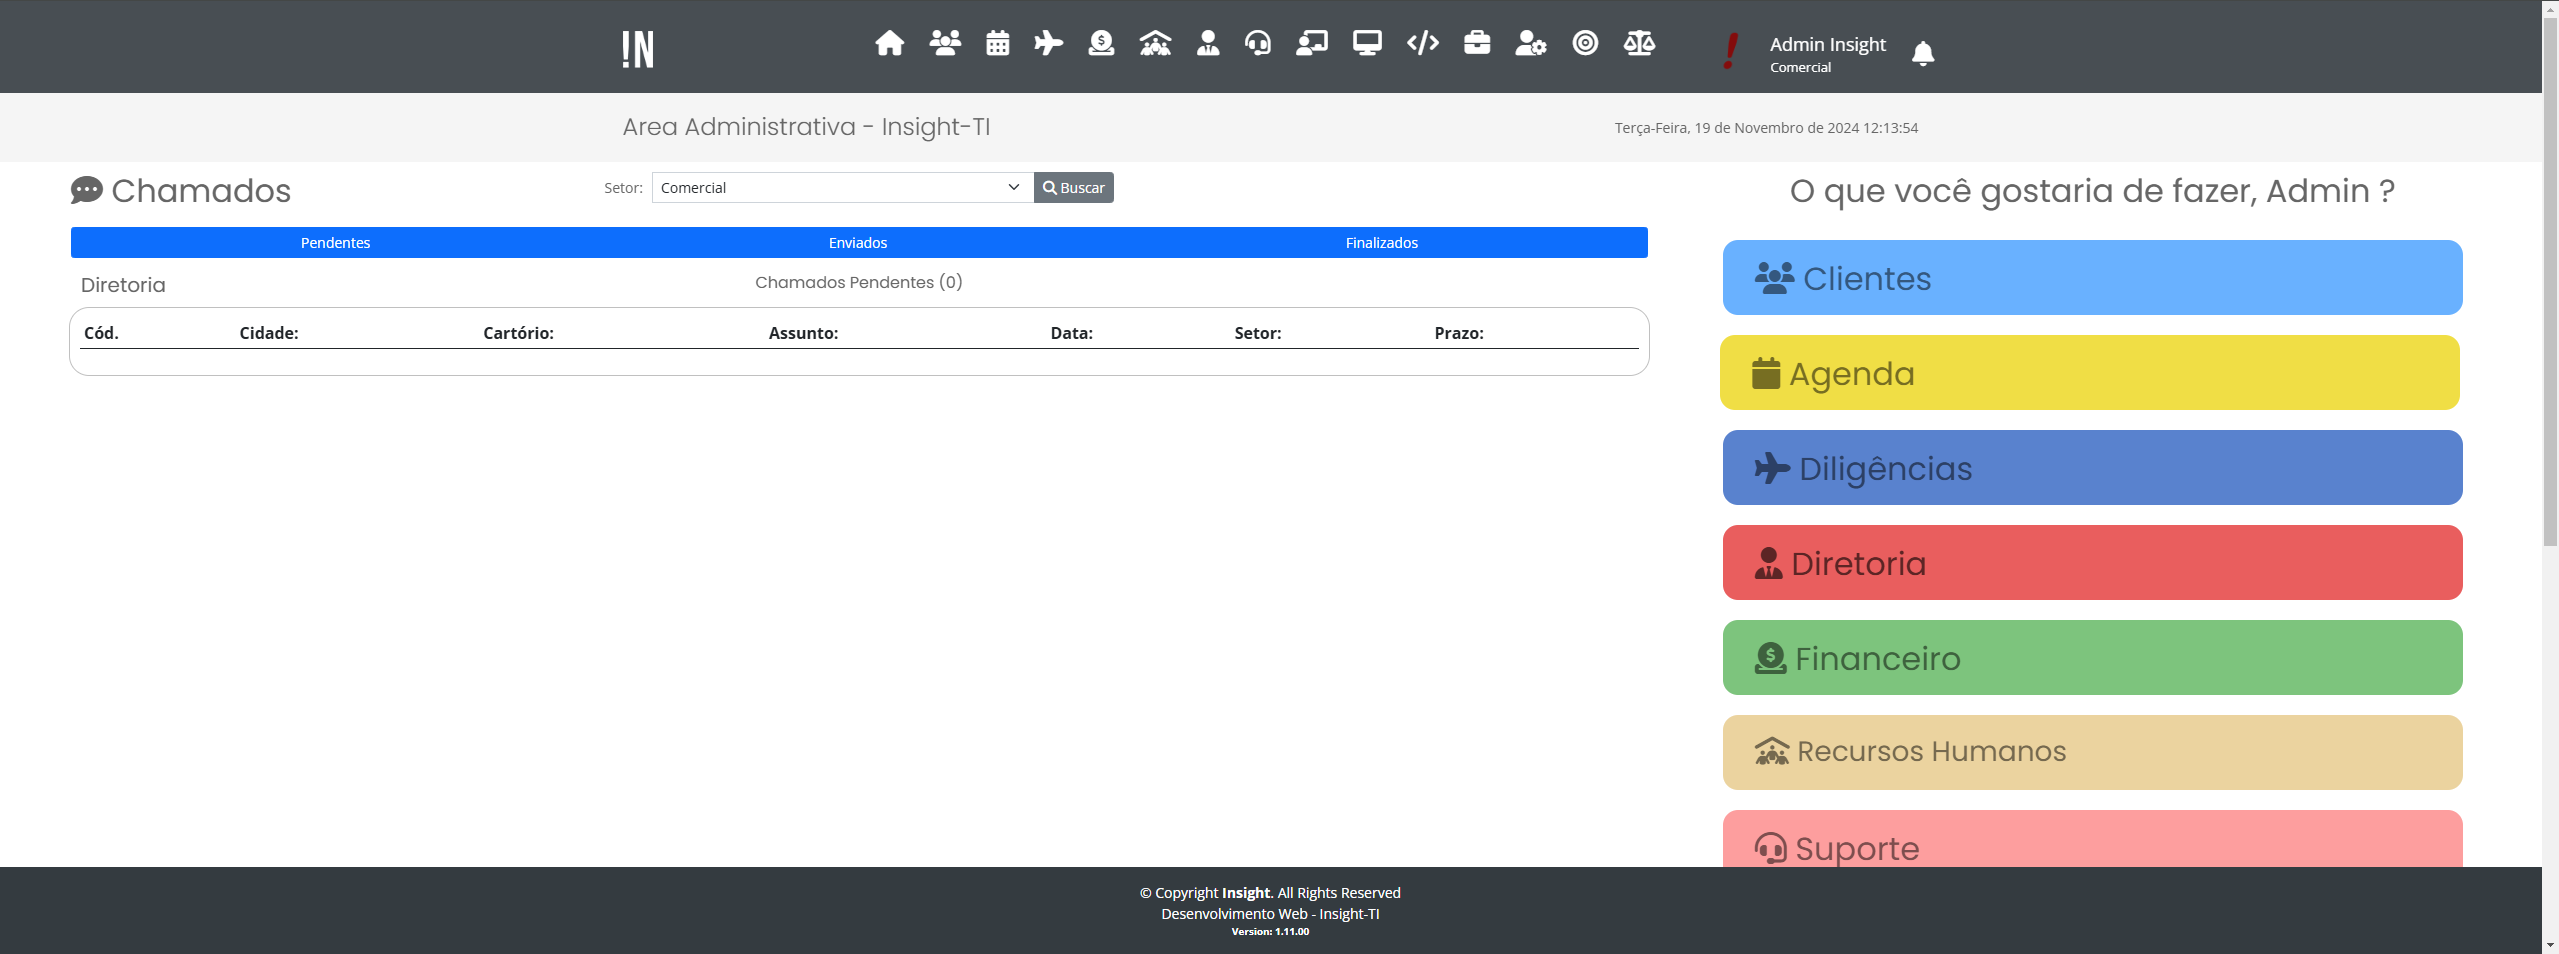 !N
Admin Insight
Comercial
Area Administrativa - Insight-TI
Terça-Feira, 19 de Novembro de 2024 12:13:54
Chamados
Setor: Comercial Buscar
O que você gostaria de fazer, Admin ?
Pendentes Enviados Finalizados
Diretoria
Chamados Pendentes (0)
Cód. Cidade: Cartório: Assunto: Data: Setor: Prazo:
Clientes
Agenda
Diligências
Diretoria
Financeiro
Recursos Humanos
Suporte
© Copyright Insight. All Rights Reserved
Desenvolvimento Web - Insight-TI
Version: 1.11.00